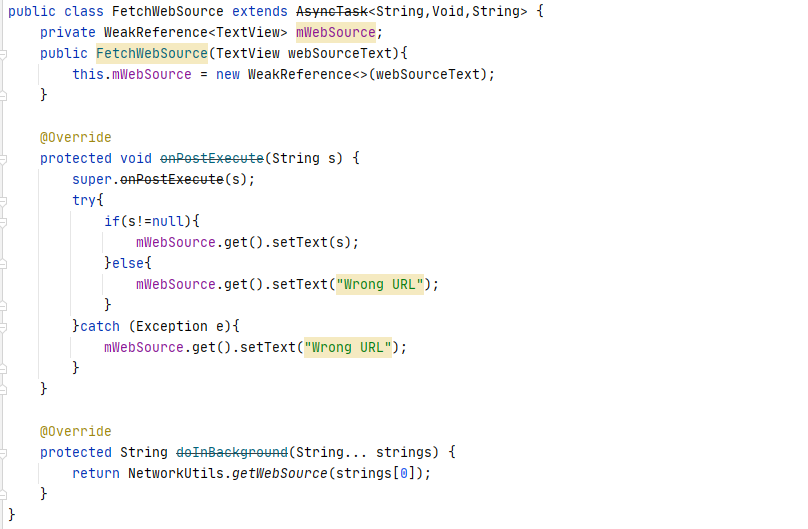 public class FetchWebSource extends AsyncTask<String,Void,String> {
    private WeakReference<TextView> mWebSource;
    public FetchWebSource(TextView webSourceText){
        this.mWebSource = new WeakReference<>(webSourceText);
    }
    @Override
    protected void onPostExecute(String s) {
        super.onPostExecute(s);
        try{
            if(s!=null){
                mWebSource.get().setText(s);
            }else{
                mWebSource.get().setText("Wrong URL");
            }
        }catch (Exception e){
            mWebSource.get().setText("Wrong URL");
        }
    }
    @Override
    protected String doInBackground(String... strings) {
        return NetworkUtils.getWebSource(strings[0]);
    }
}